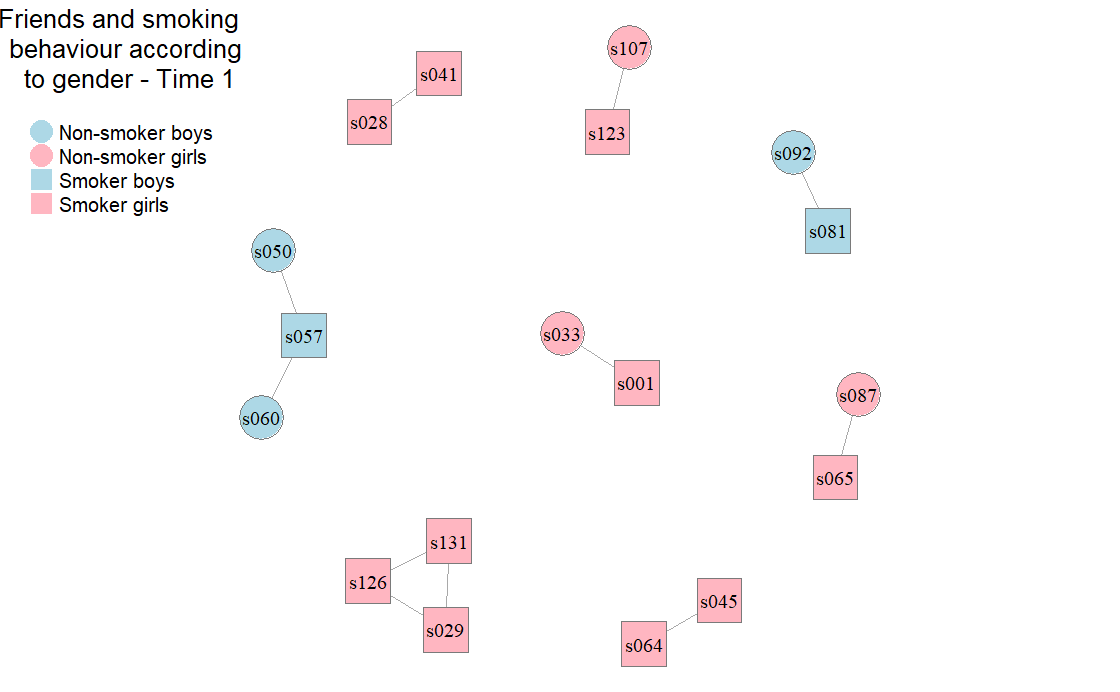 Friends and smoking
behaviour according
to gender - Time 1
Non-smoker boys
Non-smoker girls
Smoker boys
Smoker girls
s107
s041
s028
s123
s092
s081
s050
s057
s033
s001
s087
s060
s065
s131
s126
s029
s045
s064